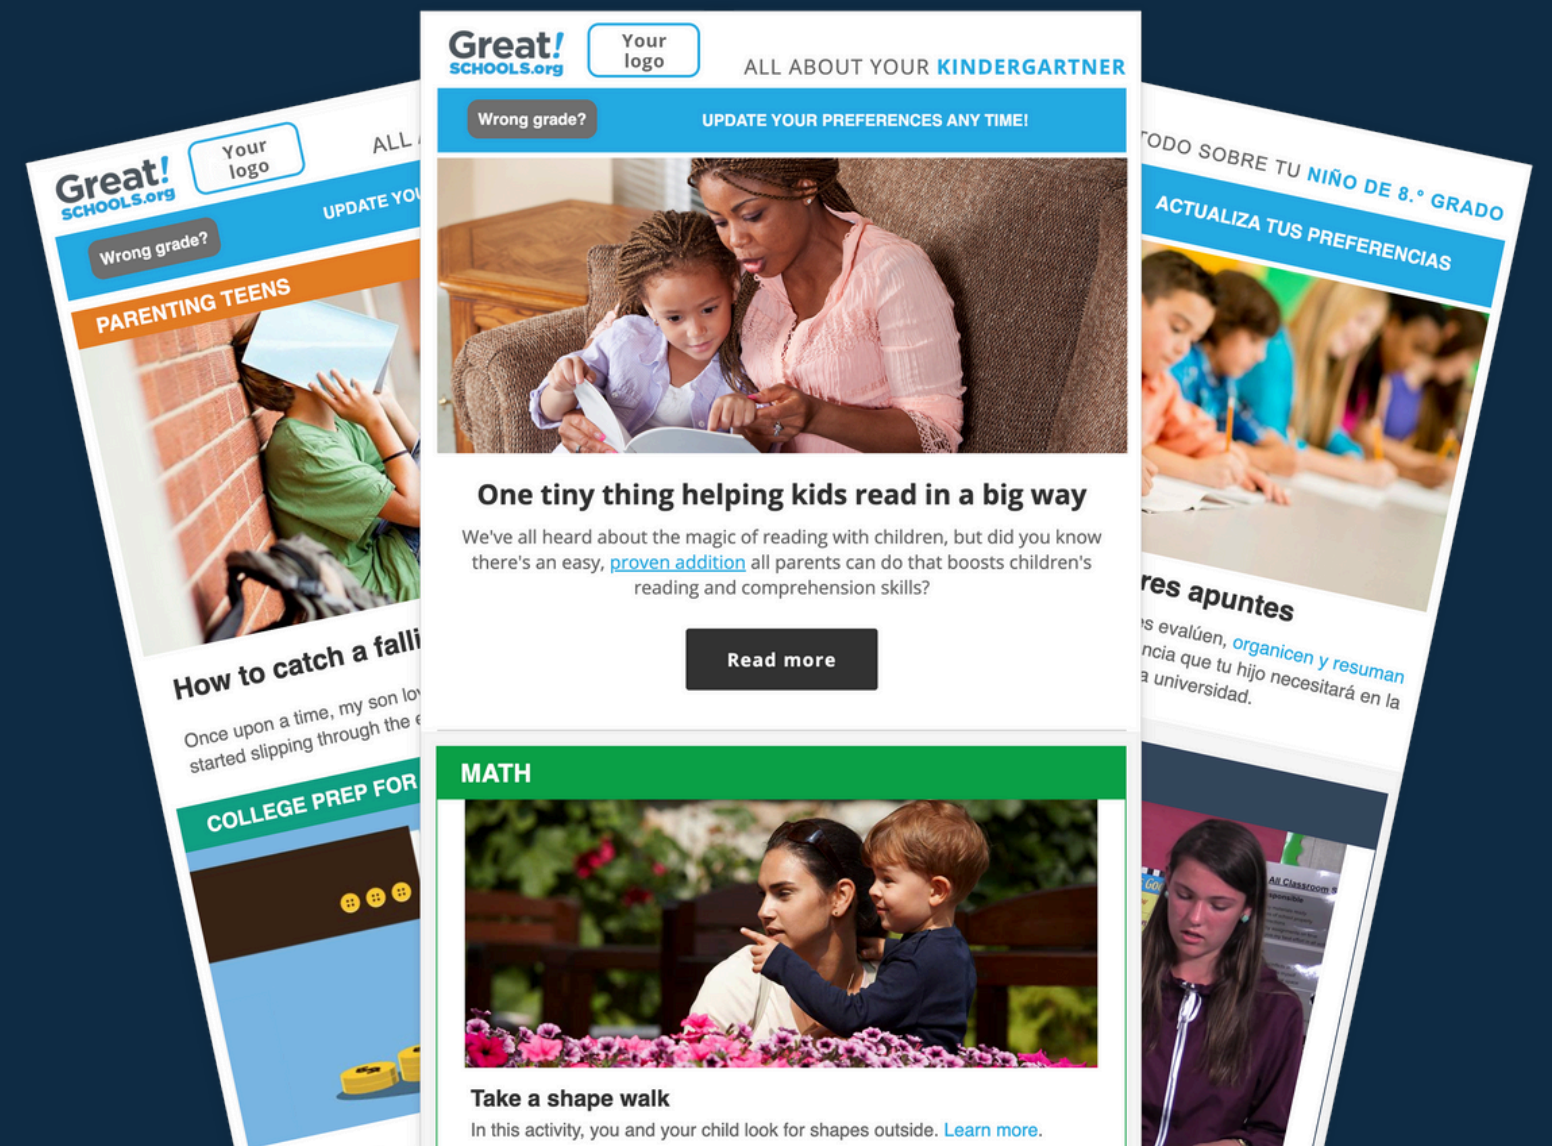 Great!
SCHOOLS.org
Your
logo
ALL
Wrong grade?
UPDATE YOU
PARENTING TEENS
How to catch a falli
Once upon a time, my son lov
started slipping through the e
COLLEGE PREP FOR
Great!
SCHOOLS.org
Your
logo
ALL ABOUT YOUR KINDERGARTNER
Wrong grade?
UPDATE YOUR PREFERENCES ANY TIME!
One tiny thing helping kids read in a big way
We've all heard about the magic of reading with children, but did you know
there's an easy, proven addition all parents can do that boosts children's
reading and comprehension skills?
Read more
MATH
Take a shape walk
In this activity, you and your child look for shapes outside. Learn more.
TODO SOBRE TU NIÑO DE 8.º GRADO
ACTUALIZA TUS PREFERENCIAS
res apuntes
s evalúen, organicen y resuman
ncia que tu hijo necesitará en la
a universidad.
All Classroom S
sponsible